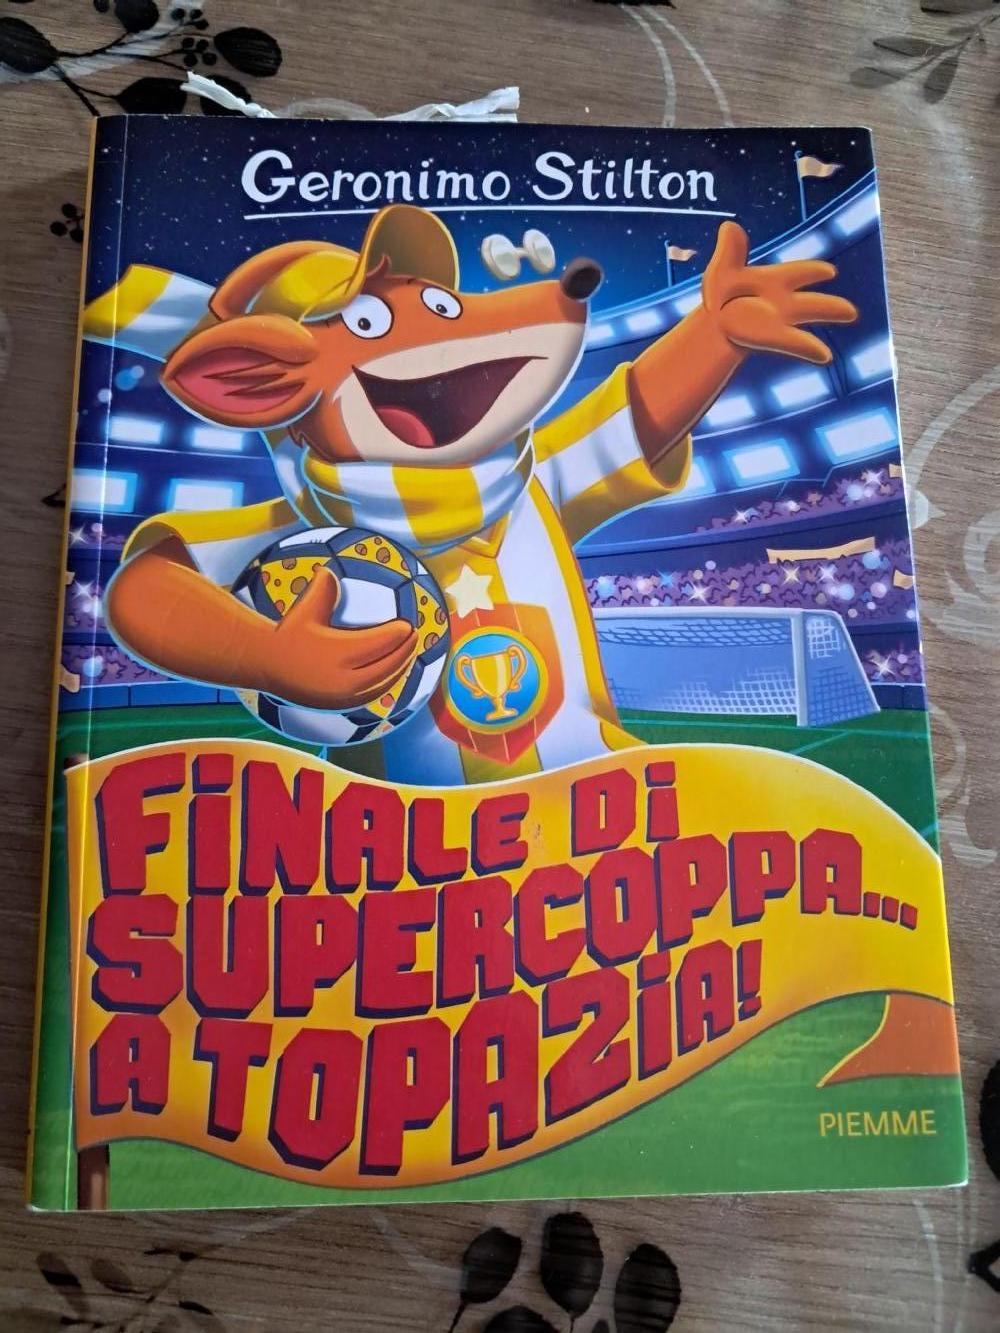 Geronimo Stilton
FiNALE Di
SUPERCOPPA...
A TOPAZiA!
PIEMME